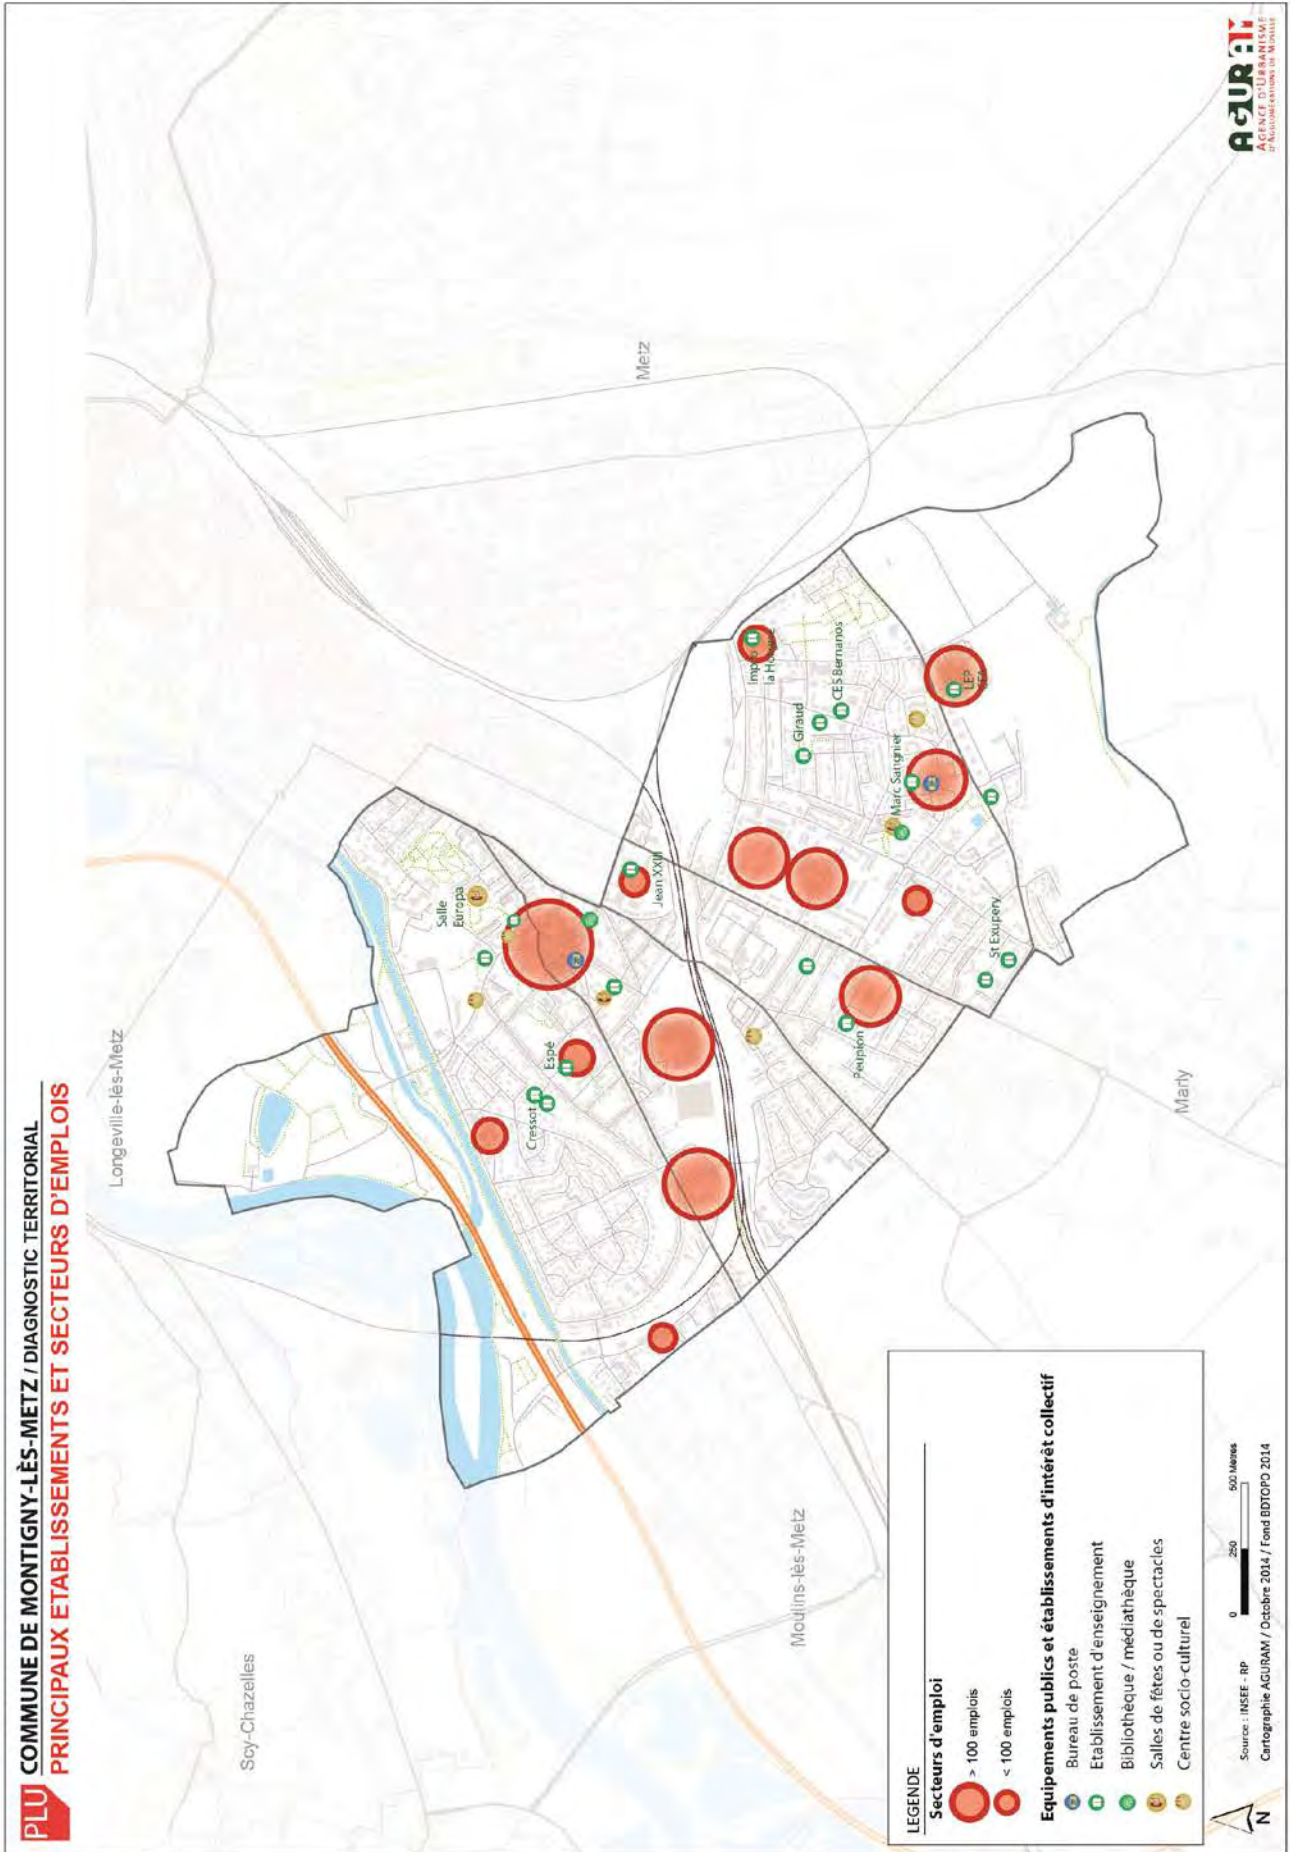 PLU COMMUNE DE MONTIGNY-LÈS-METZ / DIAGNOSTIC TERRITORIAL
PRINCIPAUX ETABLISSEMENTS ET SECTEURS D'EMPLOIS
Longeville-lès-Metz
Scy-Chazelles
Metz
Moulins-lès-Metz
Marly
Salle
Europa
Cressot
Espé
Jean XXIII
Giraud
CES Bernanos
Marc Sangnier
LEP
Peupion
St Exupery
LEGENDE
Secteurs d'emploi
> 100 emplois
< 100 emplois
Equipements publics et établissements d'intérêt collectif
Bureau de poste
Etablissement d'enseignement
Bibliothèque / médiathèque
Salles de fêtes ou de spectacles
Centre socio-culturel
N
0 250 500 Mètres
Source : INSEE - RP
Cartographie AGURAM / Octobre 2014 / Fond BDTOPO 2014
AGURAM
AGENCE D'URBANISME
D'AGGLOMÉRATIONS DE MOSELLE